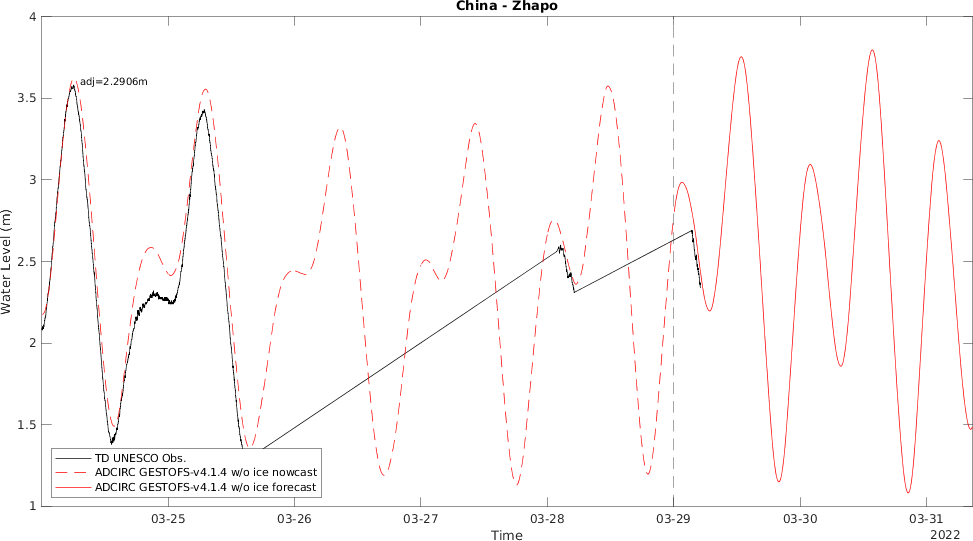 China - Zhapo
adj=2.2906m
4
3.5
3
2.5
2
1.5
1
Water Level (m)
TD UNESCO Obs.
ADCIRC GESTOFS-v4.1.4 w/o ice nowcast
ADCIRC GESTOFS-v4.1.4 w/o ice forecast
03-25 03-26 03-27 03-28 03-29 03-30 03-31
Time
2022